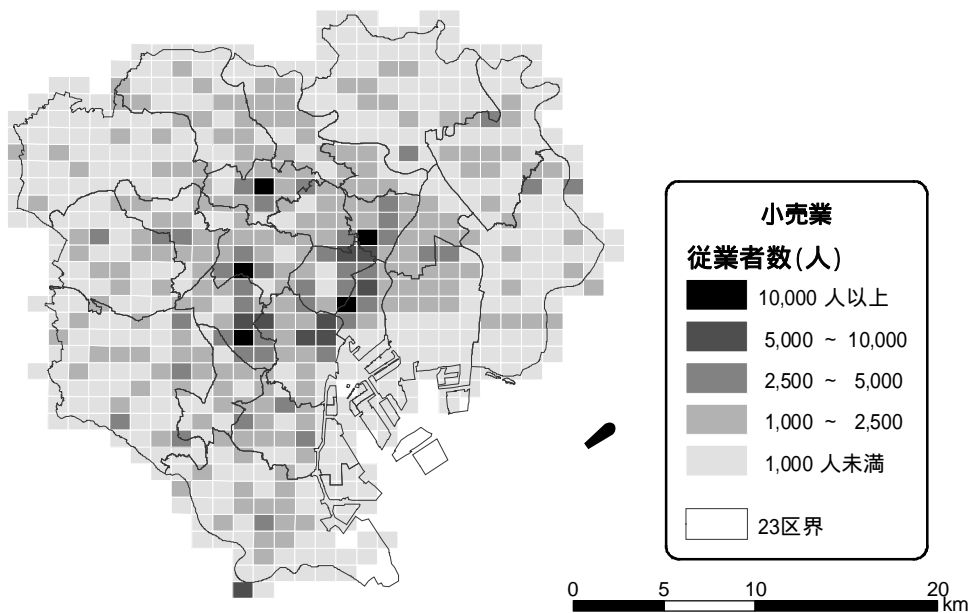 小売業
従業者数(人)
10,000 人以上
5,000 ~ 10,000
2,500 ~ 5,000
1,000 ~ 2,500
1,000 人未満
23区界
0 5 10 20
km